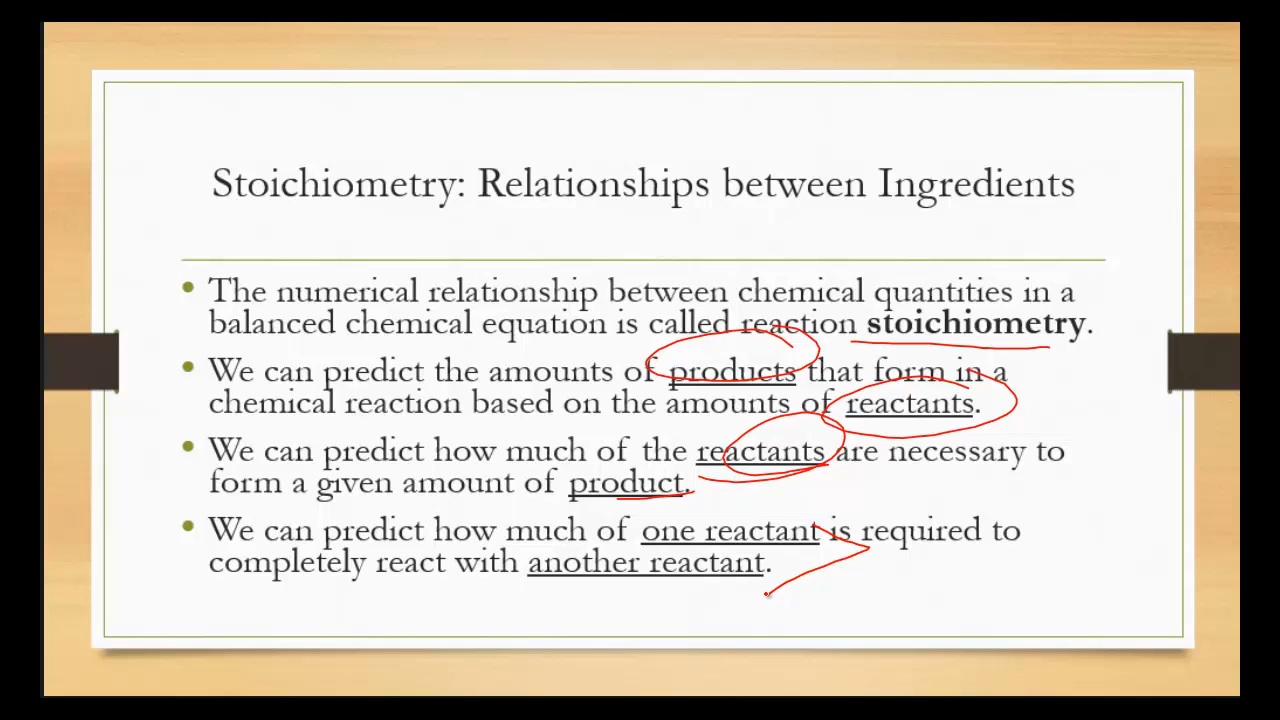 Stoichiometry: Relationships between Ingredients
• The numerical relationship between chemical quantities in a
balanced chemical equation is called reaction stoichiometry.
• We can predict the amounts of products that form in a
chemical reaction based on the amounts of reactants.
• We can predict how much of the reactants are necessary to
form a given amount of product.
• We can predict how much of one reactant is required to
completely react with another reactant.